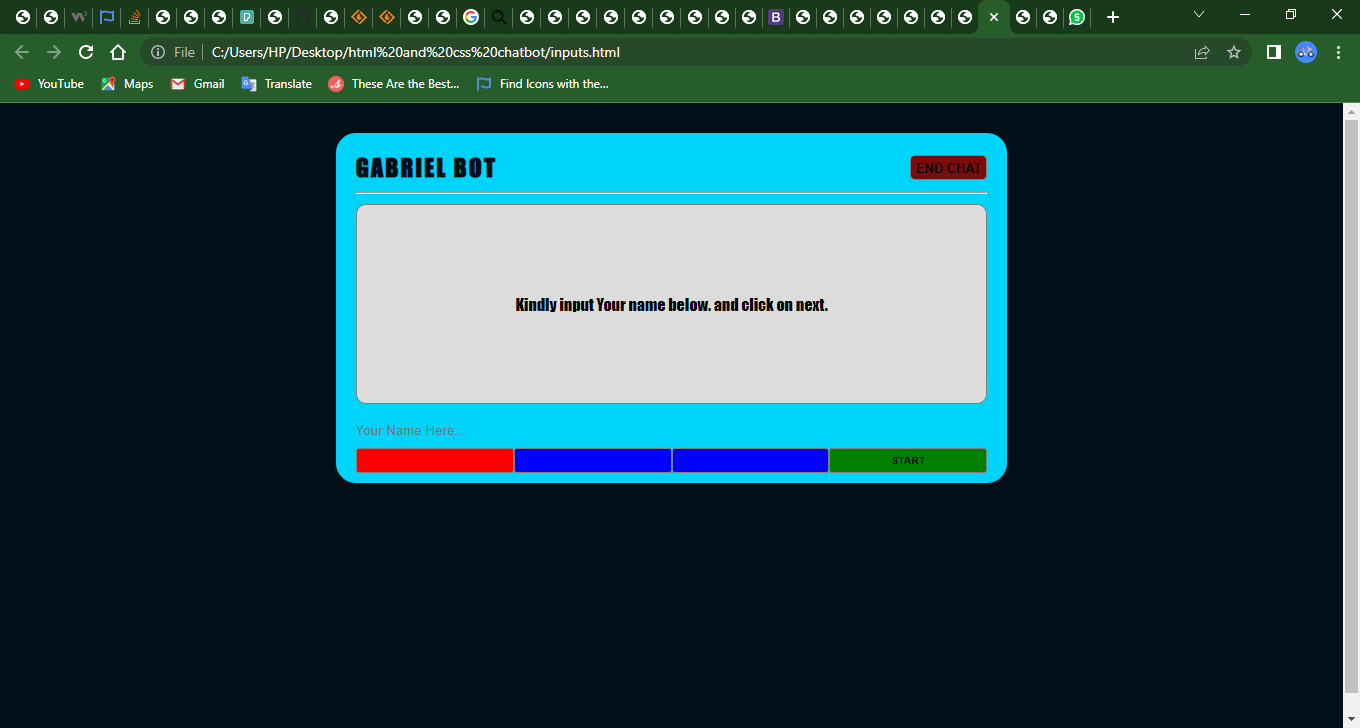 File
C:/Users/HP/Desktop/html%20and%20css%20chatbot/inputs.html
YouTube
Maps
Gmail
Translate
These Are the Best...
Find Icons with the...
GABRIEL BOT
END CHAT
Kindly input Your name below. and click on next.
Your Name Here...
START